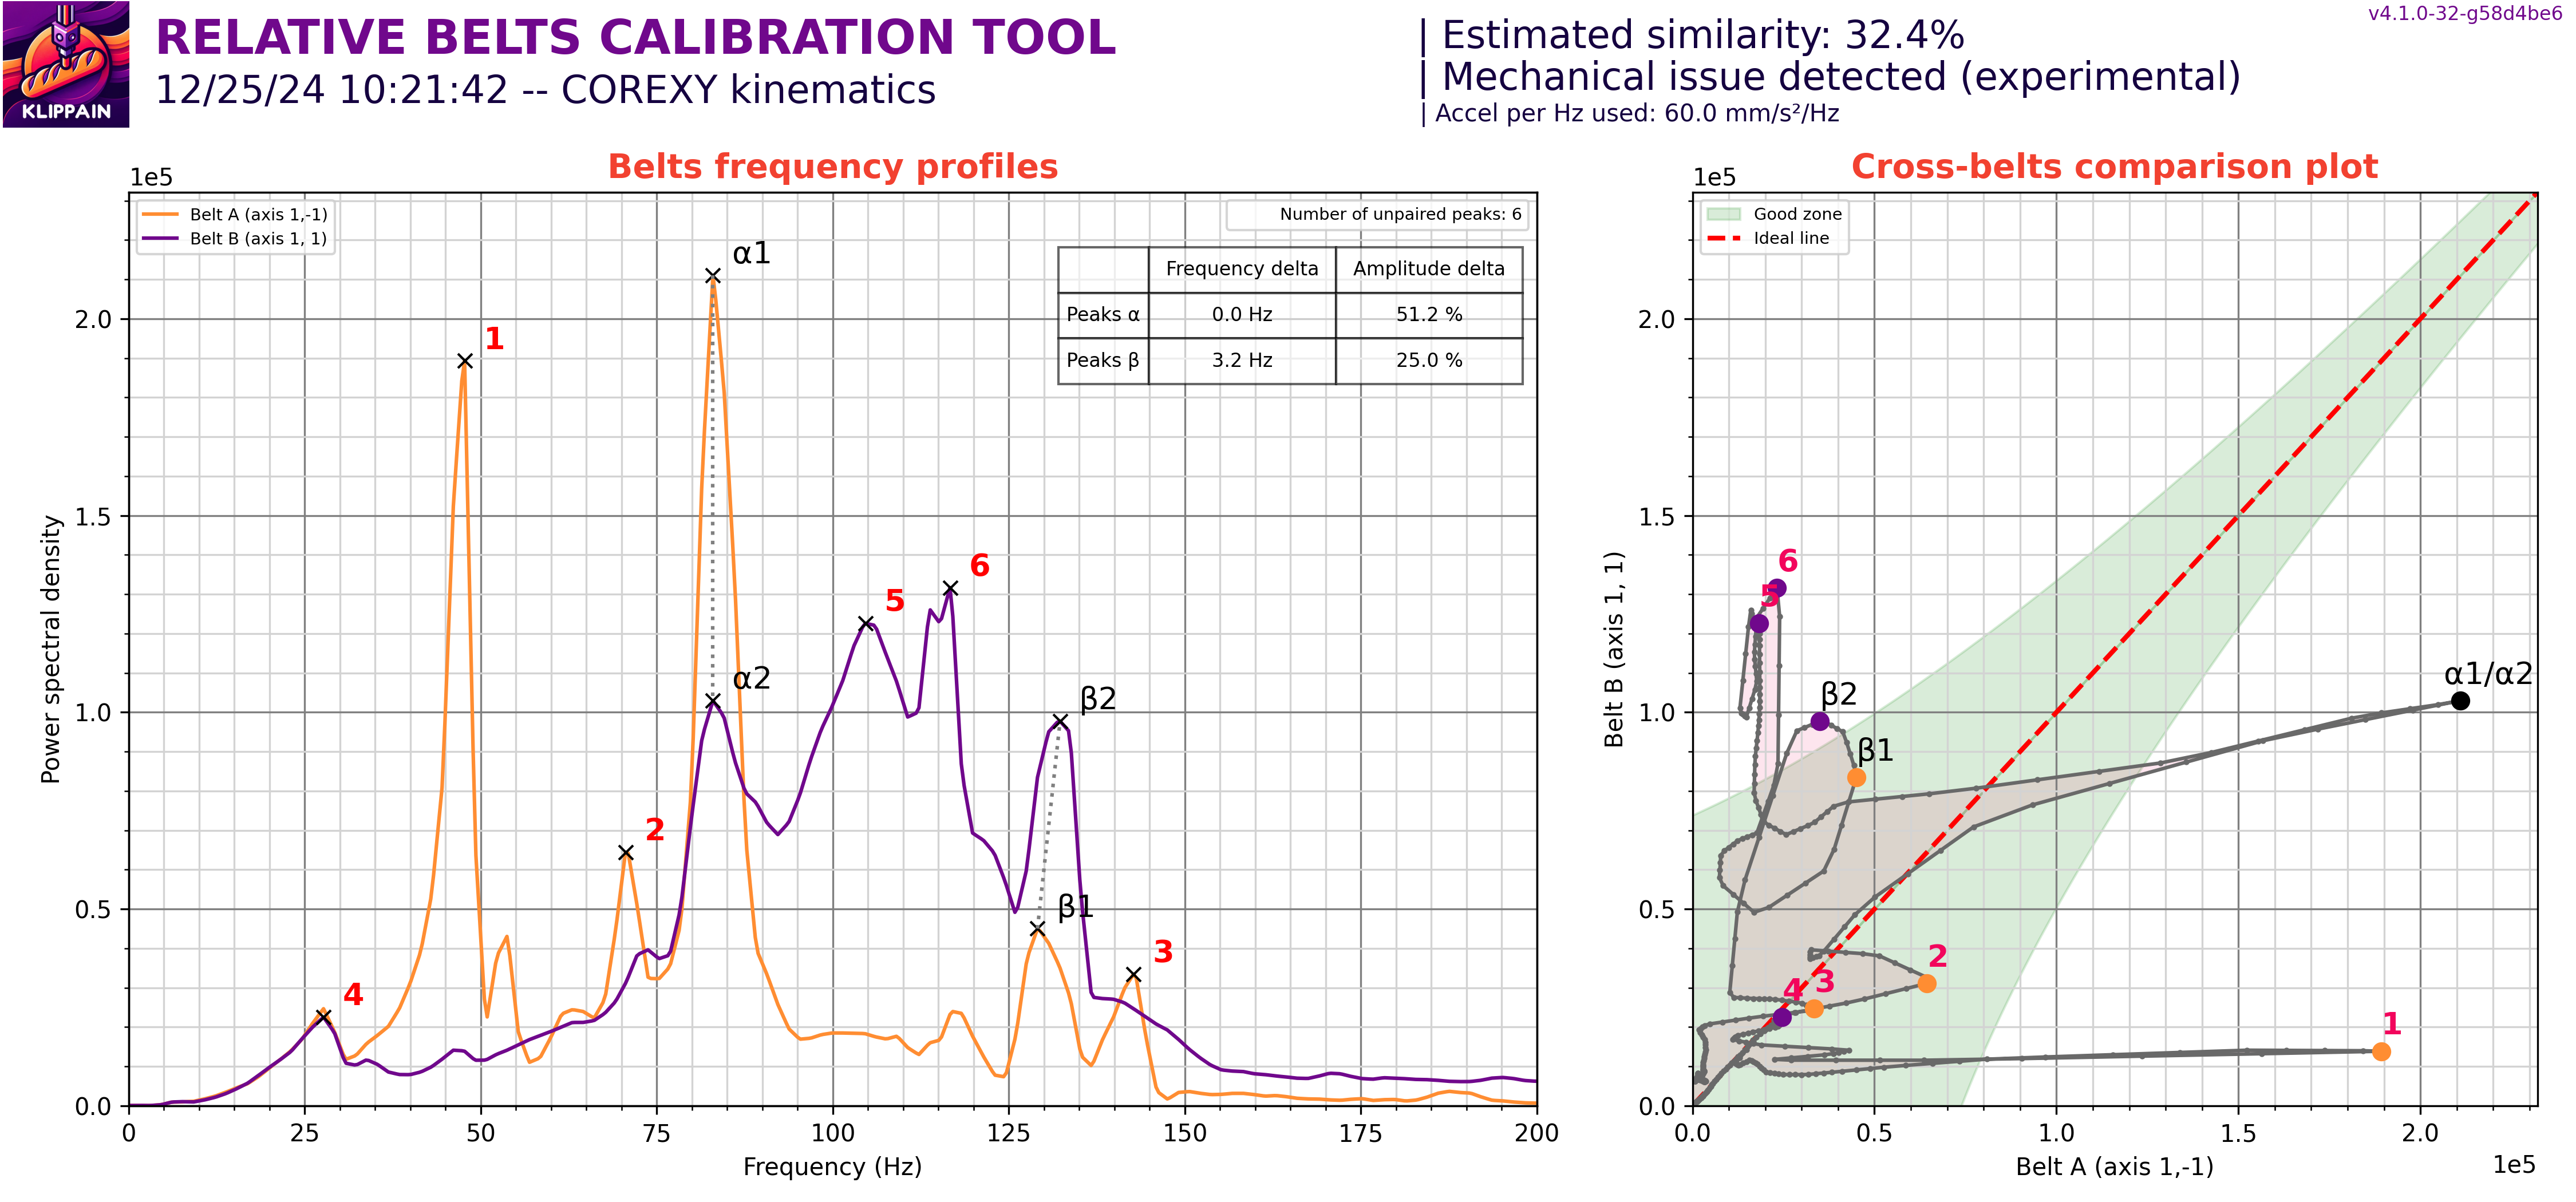 v4.1.0-32-g58d4be6
KLIPPAIN
RELATIVE BELTS CALIBRATION TOOL
12/25/24 10:21:42 -- COREXY kinematics
| Estimated similarity: 32.4%
| Mechanical issue detected (experimental)
| Accel per Hz used: 60.0 mm/s²/Hz
Belts frequency profiles
1e5
Belt A (axis 1,-1)
Belt B (axis 1, 1)
Number of unpaired peaks: 6
Frequency delta Amplitude delta
Peaks α 0.0 Hz 51.2 %
Peaks β 3.2 Hz 25.0 %
α1
1
6
5
α2
β2
2
β1
3
4
2.0
1.5
1.0
0.5
0.0
Power spectral density
0 25 50 75 100 125 150 175 200
Frequency (Hz)
Cross-belts comparison plot
1e5
Good zone
Ideal line
6
5
α1/α2
β2
β1
2
3
4
1
2.0
1.5
1.0
0.5
0.0
Belt B (axis 1, 1)
0.0 0.5 1.0 1.5 2.0
Belt A (axis 1,-1)
1e5